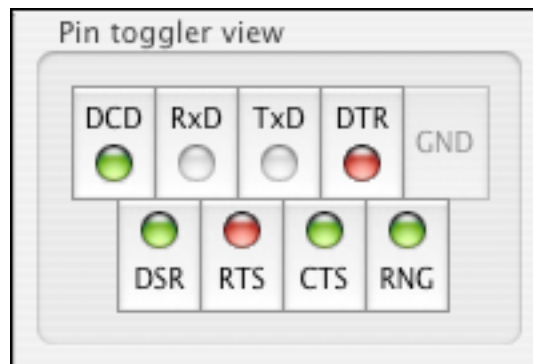 Pin toggler view
DCD RxD TxD DTR GND
DSR RTS CTS RNG